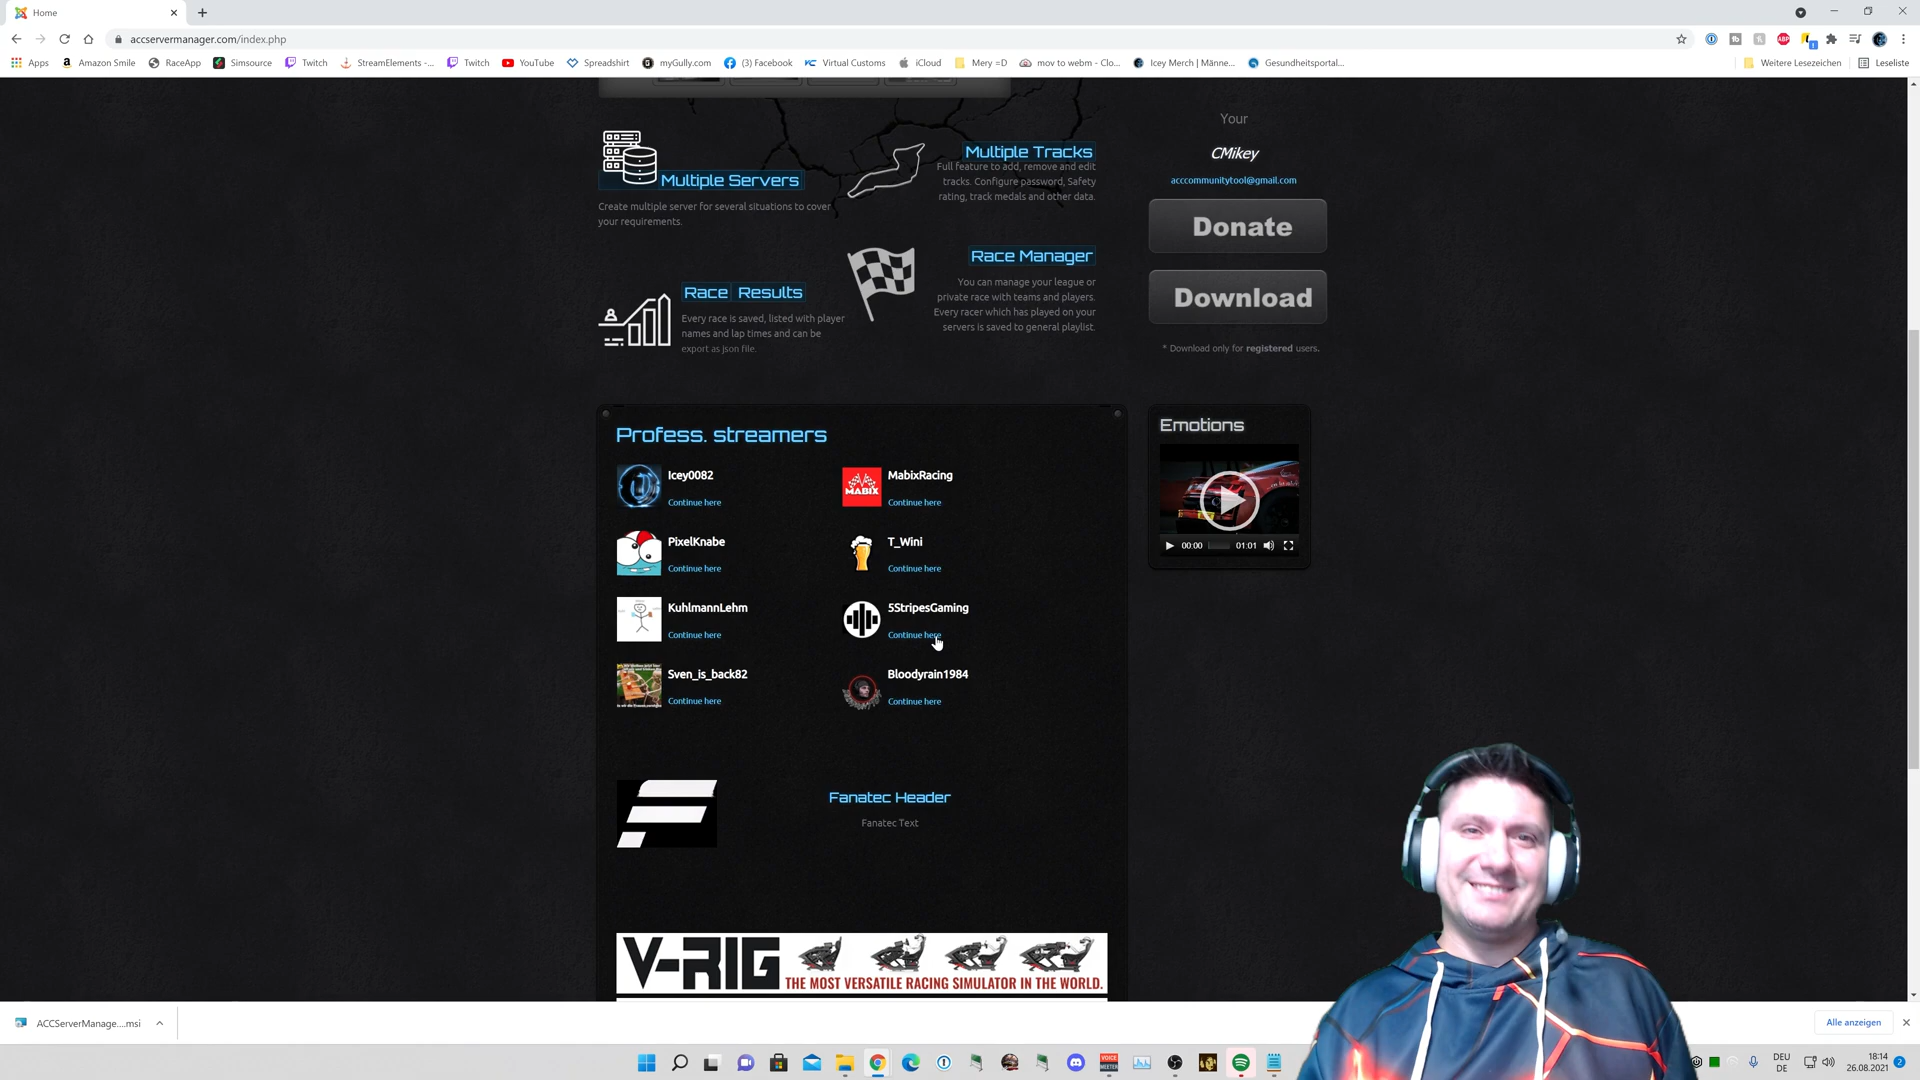 Home
accservermanager.com/index.php
Apps
Amazon Smile
RaceApp
Simsource
Twitch
StreamElements -...
Twitch
YouTube
Spreadshirt
myGully.com
(3) Facebook
Virtual Customs
iCloud
Mery =D
mov to webm - Clo...
Icey Merch | Männe...
Gesundheitsportal...
Weitere Lesezeichen
Leseliste
Multiple Servers
Create multiple server for several situations to cover
your requirements.
Multiple Tracks
Full feature to add, remove and edit
tracks. Configure password, Safety
rating, track medals and other data.
Race Results
Every race is saved, listed with player
names and lap times and can be
export as json file.
Race Manager
You can manage your league or
private race with teams and players.
Every racer which has played on your
servers is saved to general playlist.
Your
CMikey
acccommunitytool@gmail.com
Donate
Download
* Download only for registered users.
Profess. streamers
Icey0082
Continue here
MABIX
MabixRacing
Continue here
PixelKnabe
Continue here
T_Wini
Continue here
KuhlmannLehm
Continue here
5StripesGaming
Continue here
Sven_is_back82
Continue here
Bloodyrain1984
Continue here
Emotions
00:00
01:01
Fanatec Header
Fanatec Text
V-RIG
THE MOST VERSATILE RACING SIMULATOR IN THE WORLD.
ACCServerManage....msi
Alle anzeigen
VOICE
MEETER
DEU
DE
18:14
26.08.2021
2